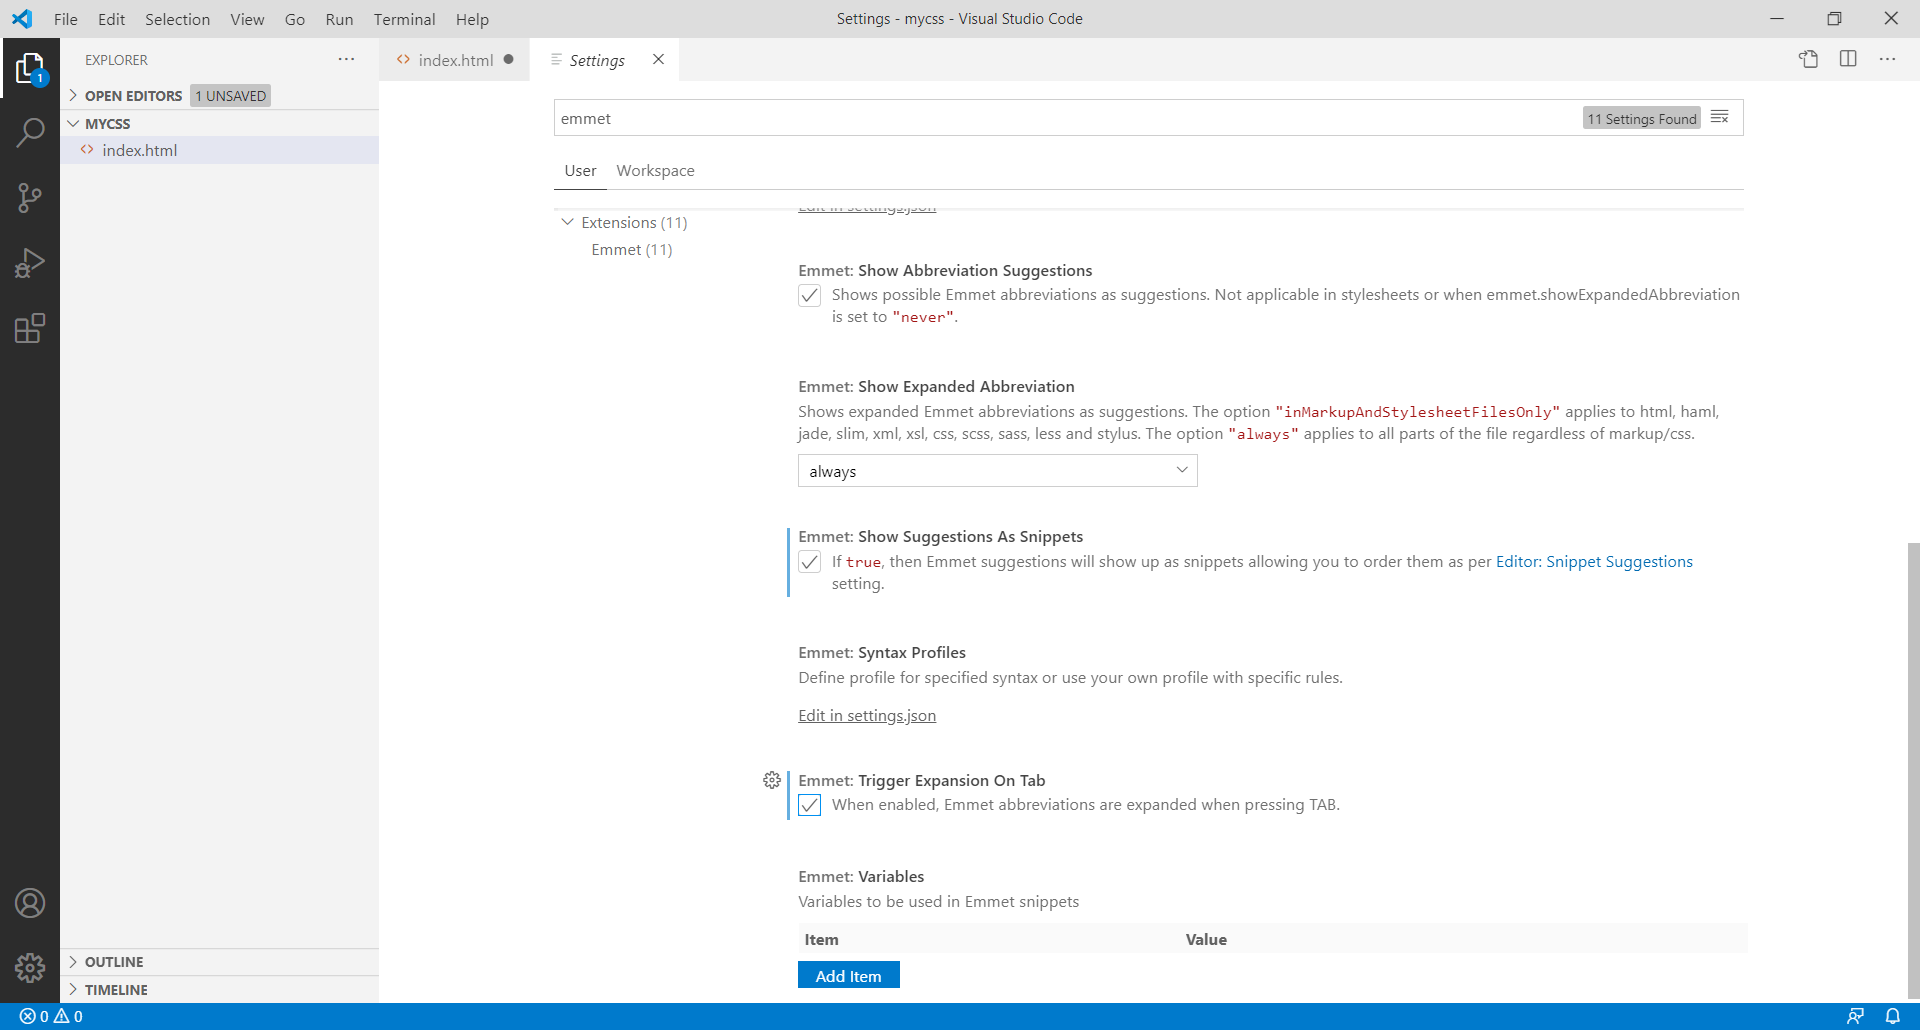 File Edit Selection View Go Run Terminal Help
Settings - mycss - Visual Studio Code
EXPLORER
1
OPEN EDITORS 1 UNSAVED
MYCSS
index.html
OUTLINE
TIMELINE
index.html
Settings
emmet
11 Settings Found
User Workspace
Extensions (11)
Emmet (11)
Edit in settings.json
Emmet: Show Abbreviation Suggestions
Shows possible Emmet abbreviations as suggestions. Not applicable in stylesheets or when emmet.showExpandedAbbreviation
is set to "never".
Emmet: Show Expanded Abbreviation
Shows expanded Emmet abbreviations as suggestions. The option "inMarkupAndStylesheetFilesOnly" applies to html, haml,
jade, slim, xml, xsl, css, scss, sass, less and stylus. The option "always" applies to all parts of the file regardless of markup/css.
always
Emmet: Show Suggestions As Snippets
If true, then Emmet suggestions will show up as snippets allowing you to order them as per Editor: Snippet Suggestions
setting.
Emmet: Syntax Profiles
Define profile for specified syntax or use your own profile with specific rules.
Edit in settings.json
Emmet: Trigger Expansion On Tab
When enabled, Emmet abbreviations are expanded when pressing TAB.
Emmet: Variables
Variables to be used in Emmet snippets
Item Value
Add Item
0 0